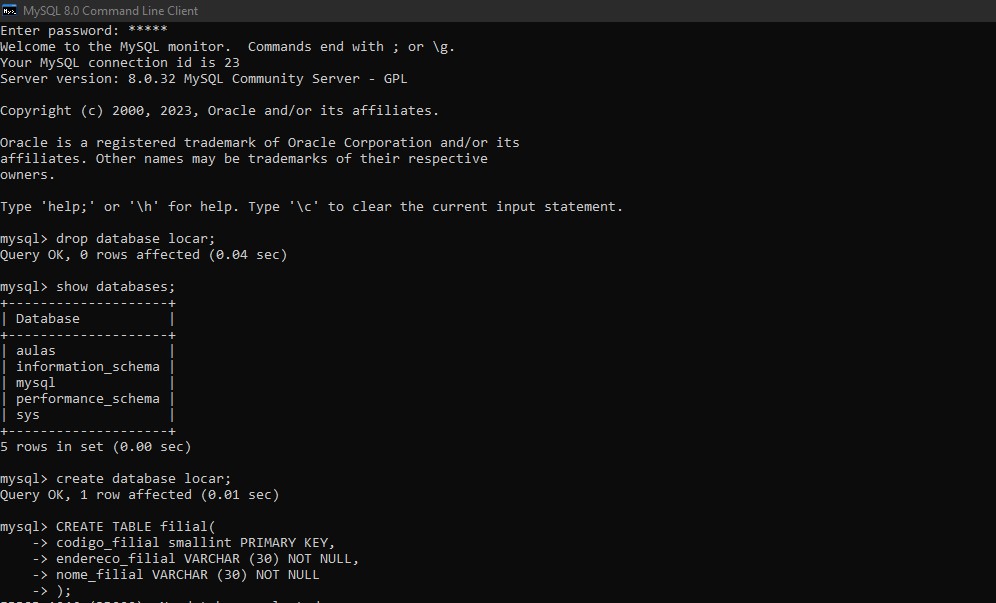 MySQL 8.0 Command Line Client
Enter password: *****
Welcome to the MySQL monitor.  Commands end with ; or \g.
Your MySQL connection id is 23
Server version: 8.0.32 MySQL Community Server - GPL
Copyright (c) 2000, 2023, Oracle and/or its affiliates.
Oracle is a registered trademark of Oracle Corporation and/or its
affiliates. Other names may be trademarks of their respective
owners.
Type 'help;' or '\h' for help. Type '\c' to clear the current input statement.
mysql> drop database locar;
Query OK, 0 rows affected (0.04 sec)
mysql> show databases;
+--------------------+
| Database           |
+--------------------+
| aulas              |
| information_schema |
| mysql              |
| performance_schema |
| sys                |
+--------------------+
5 rows in set (0.00 sec)
mysql> create database locar;
Query OK, 1 row affected (0.01 sec)
mysql> CREATE TABLE filial(
    -> codigo_filial smallint PRIMARY KEY,
    -> endereco_filial VARCHAR (30) NOT NULL,
    -> nome_filial VARCHAR (30) NOT NULL
    -> );